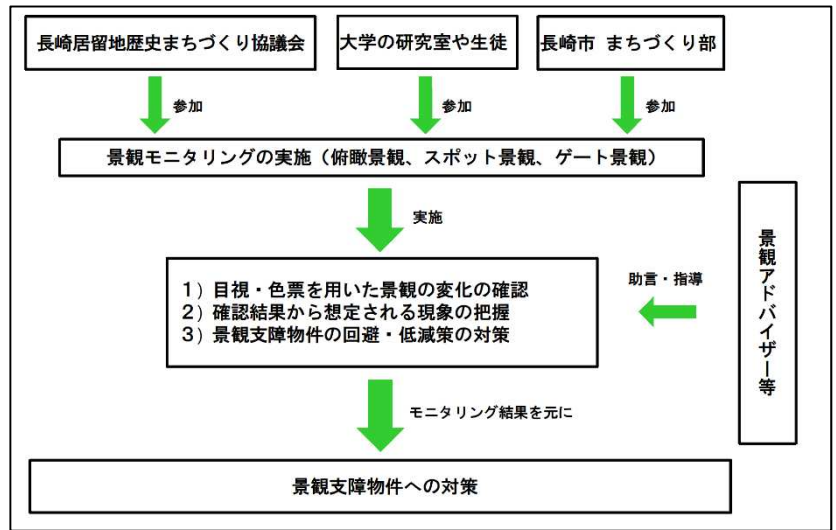 長崎居留地歴史まちづくり協議会
大学の研究室や生徒
長崎市 まちづくり部
参加
参加
参加
景観モニタリングの実施（俯瞰景観、スポット景観、ゲート景観）
実施
1）目視・色票を用いた景観の変化の確認
2）確認結果から想定される現象の把握
3）景観支障物件の回避・低減策の対策
助言・指導
景観アドバイザー等
モニタリング結果を元に
景観支障物件への対策